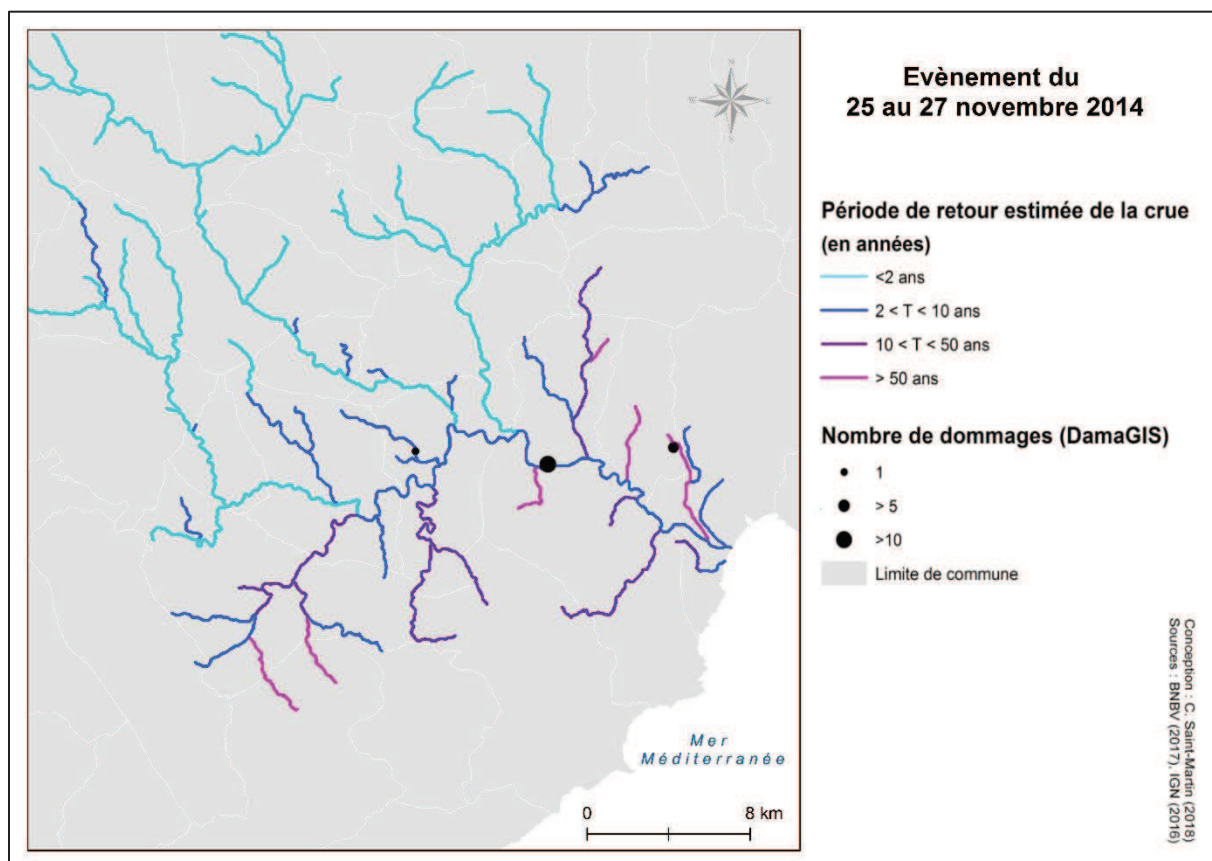 Evènement du
25 au 27 novembre 2014
N
W
E
S
Période de retour estimée de la crue
(en années)
<2 ans
2 < T < 10 ans
10 < T < 50 ans
> 50 ans
Nombre de dommages (DamaGIS)
1
> 5
>10
Limite de commune
Mer
Méditerranée
0
8 km
Conception : C. Saint-Martin (2018)
Sources : BNBV (2017), IGN (2016)